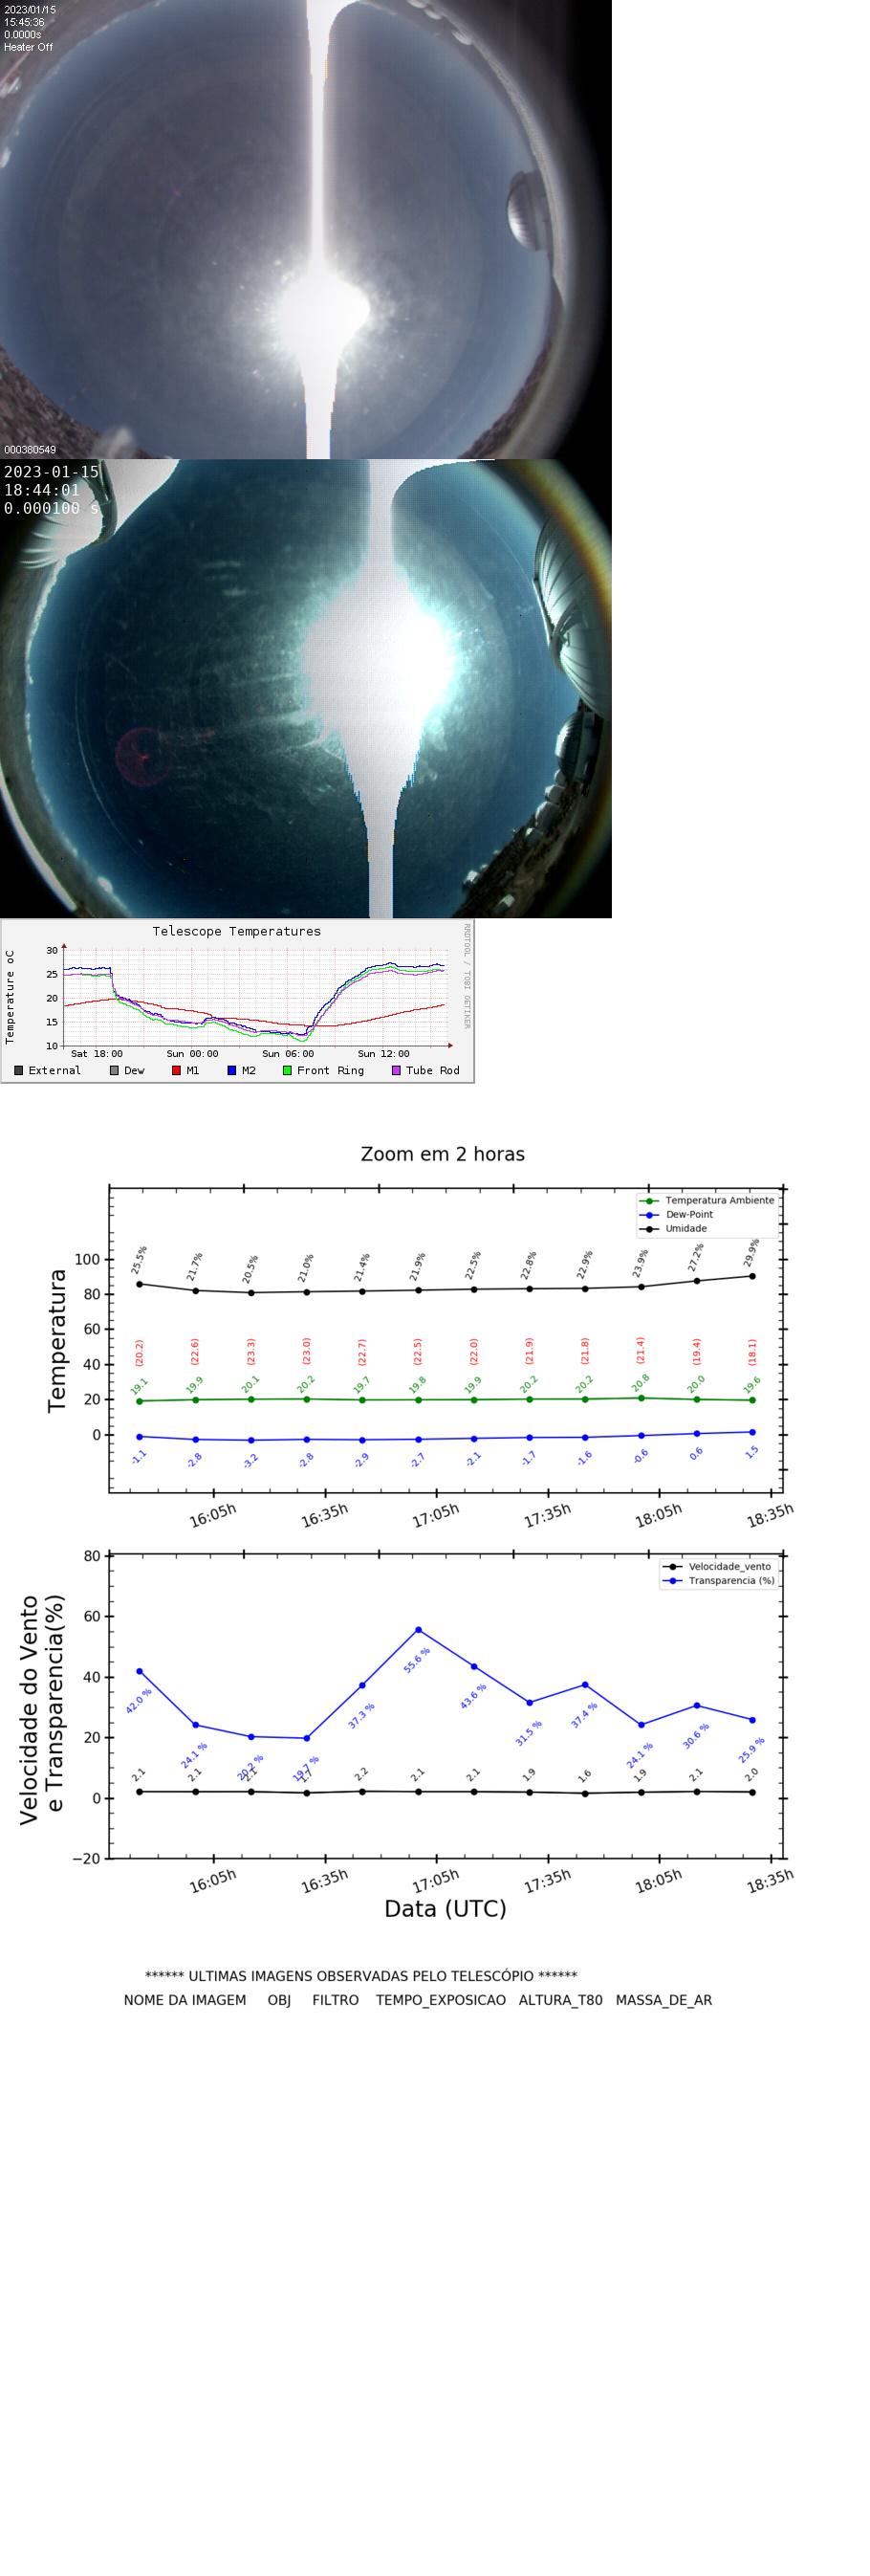 2023/01/15
15:45:36
0.0000s
Heater Off
000380549
2023-01-15
18:44:01
0.000100 s
Telescope Temperatures
RRDTOOL / TOBI OETIKER
Temperature oC
30
25
20
15
10
Sat 18:00 Sun 00:00 Sun 06:00 Sun 12:00
External Dew M1 M2 Front Ring Tube Rod
Zoom em 2 horas
Temperatura Ambiente
Dew-Point
Umidade
Temperatura
100
80
60
40
20
0
25.5% 21.7% 20.5% 21.0% 21.4% 21.9% 22.5% 22.8% 22.9% 23.9% 27.2% 29.9%
(20.2) (22.6) (23.3) (23.0) (22.7) (22.5) (22.0) (21.9) (21.8) (21.4) (19.4) (18.1)
19.1 19.9 20.1 20.2 19.7 19.8 19.9 20.2 20.2 20.8 20.0 19.6
-1.1 -2.8 -3.2 -2.8 -2.9 -2.7 -2.1 -1.7 -1.6 -0.6 0.6 1.5
16:05h 16:35h 17:05h 17:35h 18:05h 18:35h
Velocidade_vento
Transparencia (%)
Velocidade do Vento
e Transparencia(%)
80
60
40
20
0
−20
42.0 % 24.1 % 20.2 % 19.7 % 37.3 % 55.6 % 43.6 % 31.5 % 37.4 % 24.1 % 30.6 % 25.9 %
2.1 2.1 2.1 1.7 2.2 2.1 2.1 1.9 1.6 1.9 2.1 2.0
16:05h 16:35h 17:05h 17:35h 18:05h 18:35h
Data (UTC)
****** ULTIMAS IMAGENS OBSERVADAS PELO TELESCÓPIO ******
NOME DA IMAGEM OBJ FILTRO TEMPO_EXPOSICAO ALTURA_T80 MASSA_DE_AR